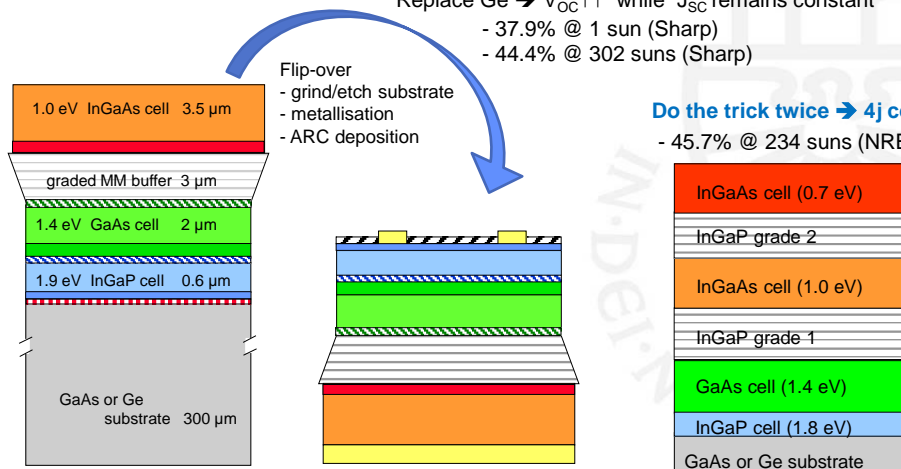 Replace Ge ➔ VOC↑↑ while JSC remains constant
- 37.9% @ 1 sun (Sharp)
- 44.4% @ 302 suns (Sharp)
Flip-over
- grind/etch substrate
- metallisation
- ARC deposition
1.0 eV InGaAs cell 3.5 µm
graded MM buffer 3 µm
1.4 eV GaAs cell 2 µm
1.9 eV InGaP cell 0.6 µm
GaAs or Ge
substrate 300 µm
Do the trick twice ➔ 4j
- 45.7% @ 234 suns
InGaAs cell (0.7 eV)
InGaP grade 2
InGaAs cell (1.0 eV)
InGaP grade 1
GaAs cell (1.4 eV)
InGaP cell (1.8 eV)
GaAs or Ge substrate
IN·DEI·N